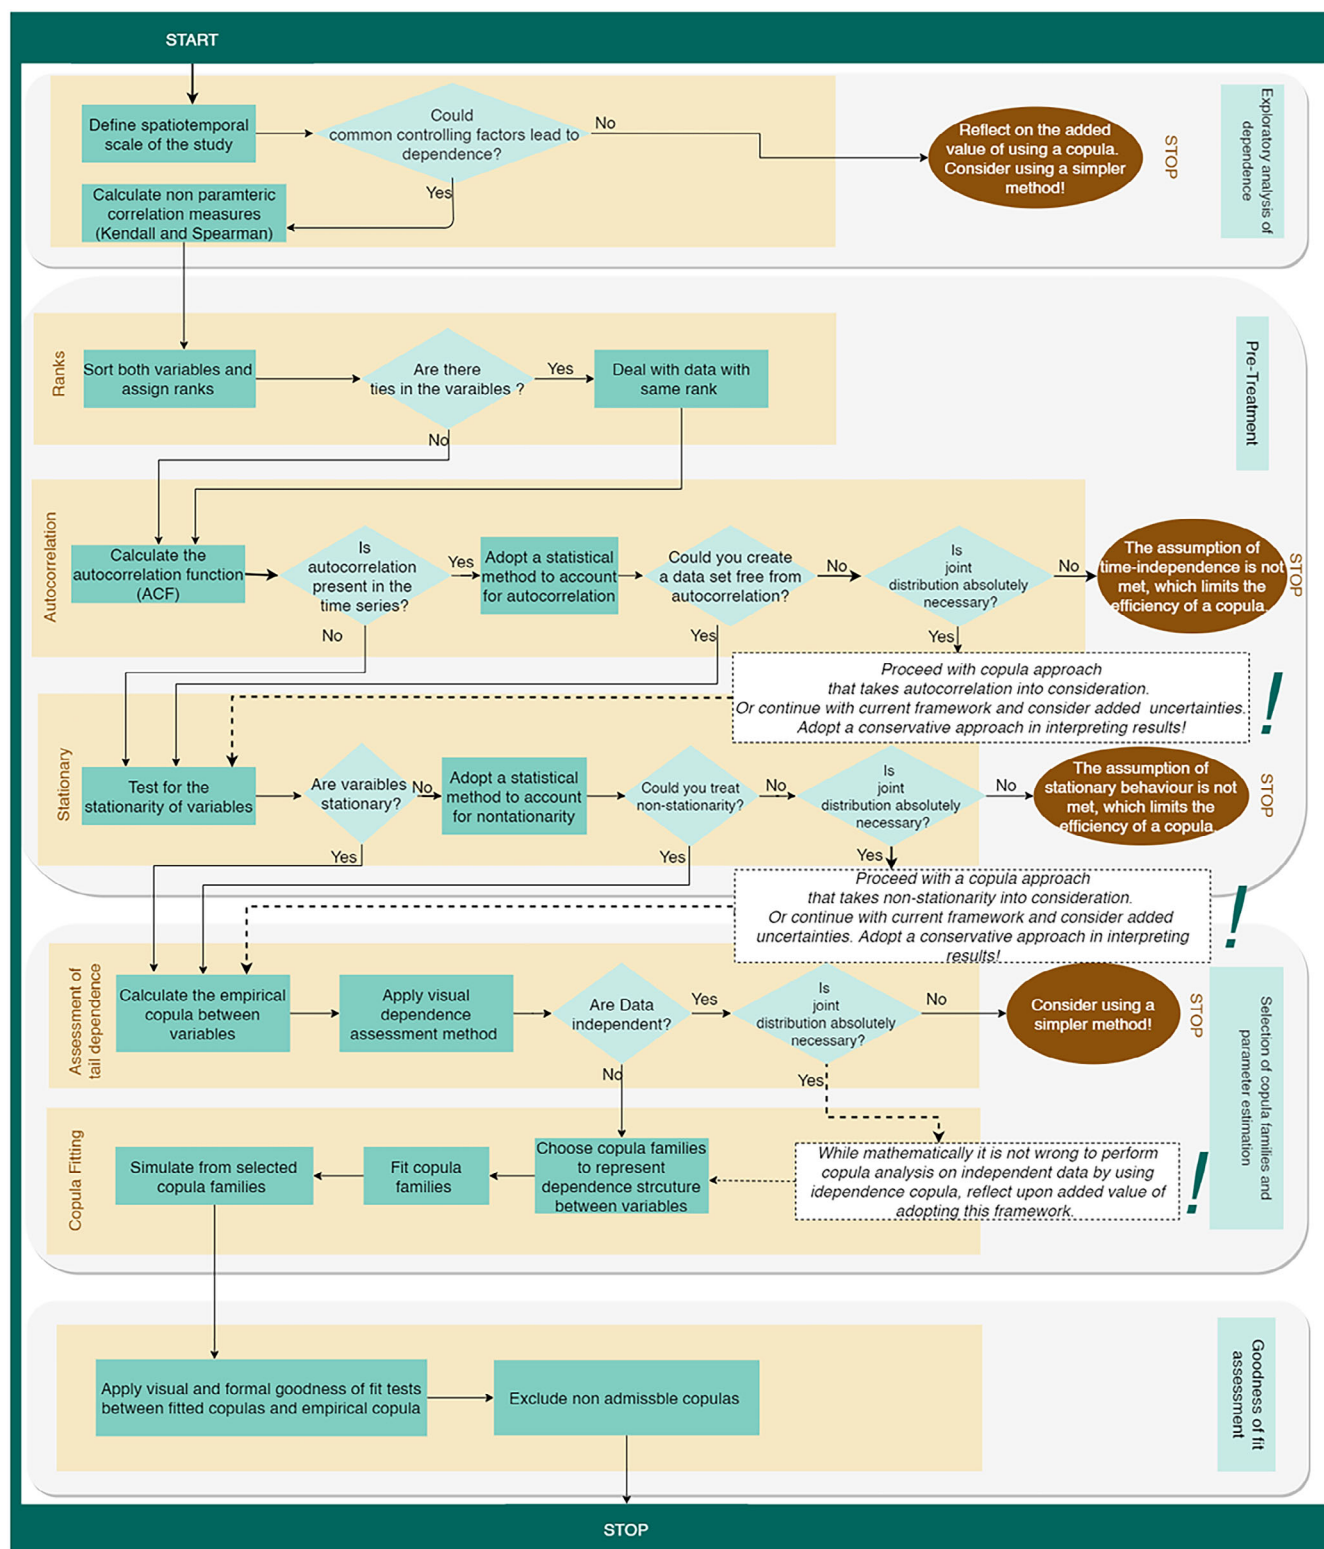 START
Define spatiotemporal
scale of the study
Could
common controlling factors lead to
dependence?
No
Reflect on the added
value of using a copula.
Consider using a simpler
method!
STOP
Exploratory analysis of
dependence
Yes
Calculate non paramteric
correlation measures
(Kendall and Spearman)
Pre-Treatment
Ranks
Sort both variables and
assign ranks
Are there
ties in the varaibles ?
Yes
Deal with data with
same rank
No
Autocorrelation
Calculate the
autocorrelation function
(ACF)
Is
autocorrelation
present in the
time series?
Yes
Adopt a statistical
method to account
for autocorrelation
Could you create
a data set free from
autocorrelation?
No
Is
joint
distribution absolutely
necessary?
No
The assumption of
time-independence is not
met, which limits the
efficiency of a copula.
STOP
No
Yes
Yes
Proceed with copula approach
that takes autocorrelation into consideration.
Or continue with current framework and consider added uncertainties.
Adopt a conservative approach in interpreting results!
!
Stationary
Test for the
stationarity of variables
Are varaibles
stationary?
No
Adopt a statistical
method to account
for nontationarity
Could you treat
non-stationarity?
No
Is
joint
distribution absolutely
necessary?
No
The assumption of
stationary behaviour is not
met, which limits the
efficiency of a copula.
STOP
Yes
Yes
Yes
Proceed with a copula approach
that takes non-stationarity into consideration.
Or continue with current framework and consider added
uncertainties. Adopt a conservative approach in interpreting
results!
!
Assessment of
tail dependence
Calculate the empirical
copula between
variables
Apply visual
dependence
assessment method
Are Data
independent?
Yes
Is
joint
distribution absolutely
necessary?
No
Consider using a
simpler method!
STOP
Selection of copula families and
parameter estimation
No
Yes
Copula Fitting
Simulate from selected
copula families
Fit copula
families
Choose copula families
to represent
dependence strcuture
between variables
While mathematically it is not wrong to perform
copula analysis on independent data by using
idependence copula, reflect upon added value of
adopting this framework.
!
Goodness of fit
assessment
Apply visual and formal goodness of fit tests
between fitted copulas and empirical copula
Exclude non admissble copulas
STOP